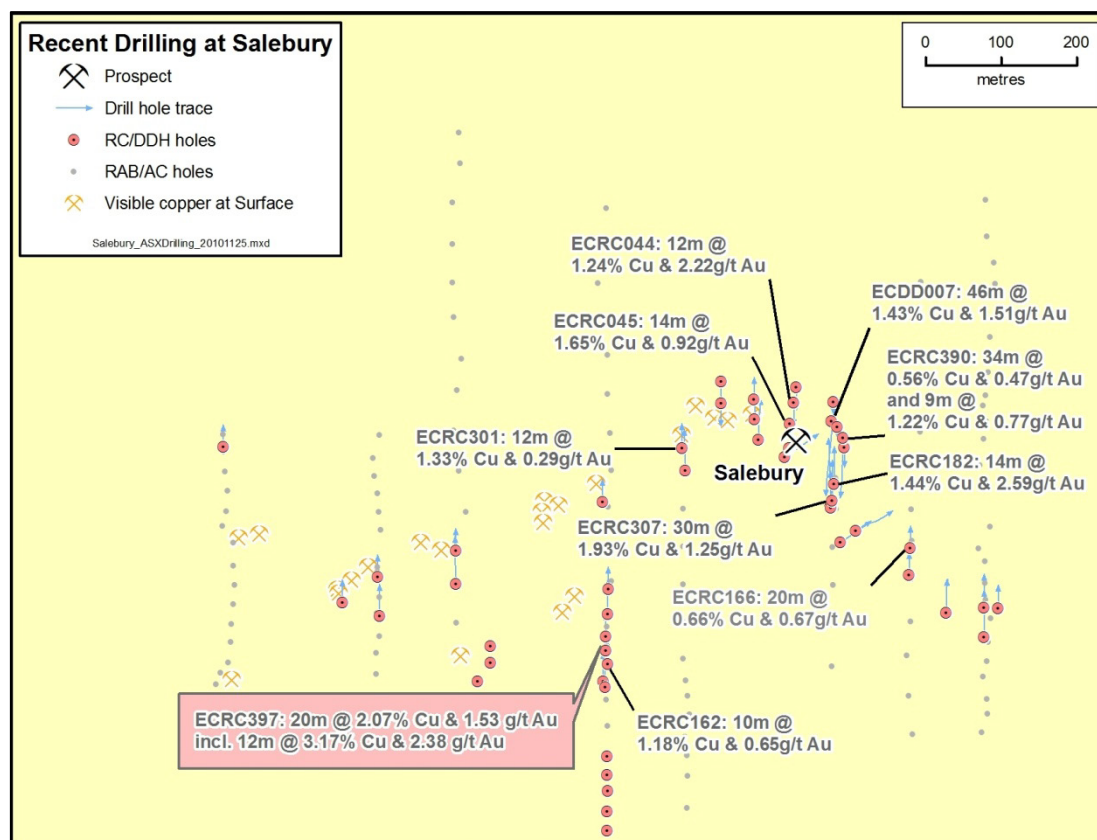 Recent Drilling at Salebury
Prospect
Drill hole trace
RC/DDH holes
RAB/AC holes
Visible copper at Surface
Salebury_ASXDrilling_20101125.mxd
0 100 200
metres
ECRC044: 12m @
1.24% Cu & 2.22g/t Au
ECDD007: 46m @
1.43% Cu & 1.51g/t Au
ECRC045: 14m @
1.65% Cu & 0.92g/t Au
ECRC390: 34m @
0.56% Cu & 0.47g/t Au
and 9m @
1.22% Cu & 0.77g/t Au
ECRC301: 12m @
1.33% Cu & 0.29g/t Au
Salebury
ECRC182: 14m @
1.44% Cu & 2.59g/t Au
ECRC307: 30m @
1.93% Cu & 1.25g/t Au
ECRC166: 20m @
0.66% Cu & 0.67g/t Au
ECRC397: 20m @ 2.07% Cu & 1.53 g/t Au
incl. 12m @ 3.17% Cu & 2.38 g/t Au
ECRC162: 10m @
1.18% Cu & 0.65g/t Au